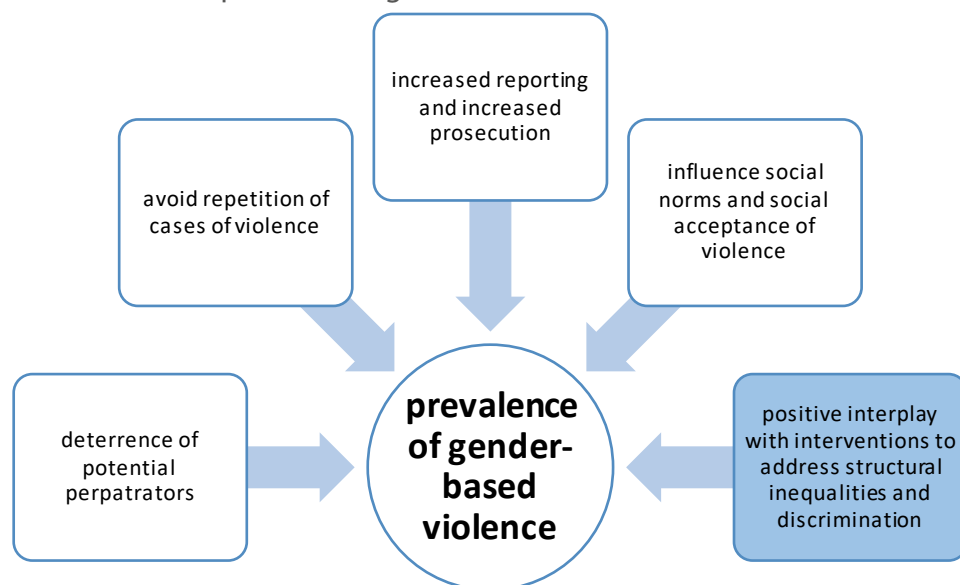 increased reporting
and increased
prosecution
avoid repetition of
cases of violence
influence social
norms and social
acceptance of
violence
deterrence of
potential
perpatrators
prevalence
of gender-
based
violence
positive interplay
with interventions to
address structural
inequalities and
discrimination